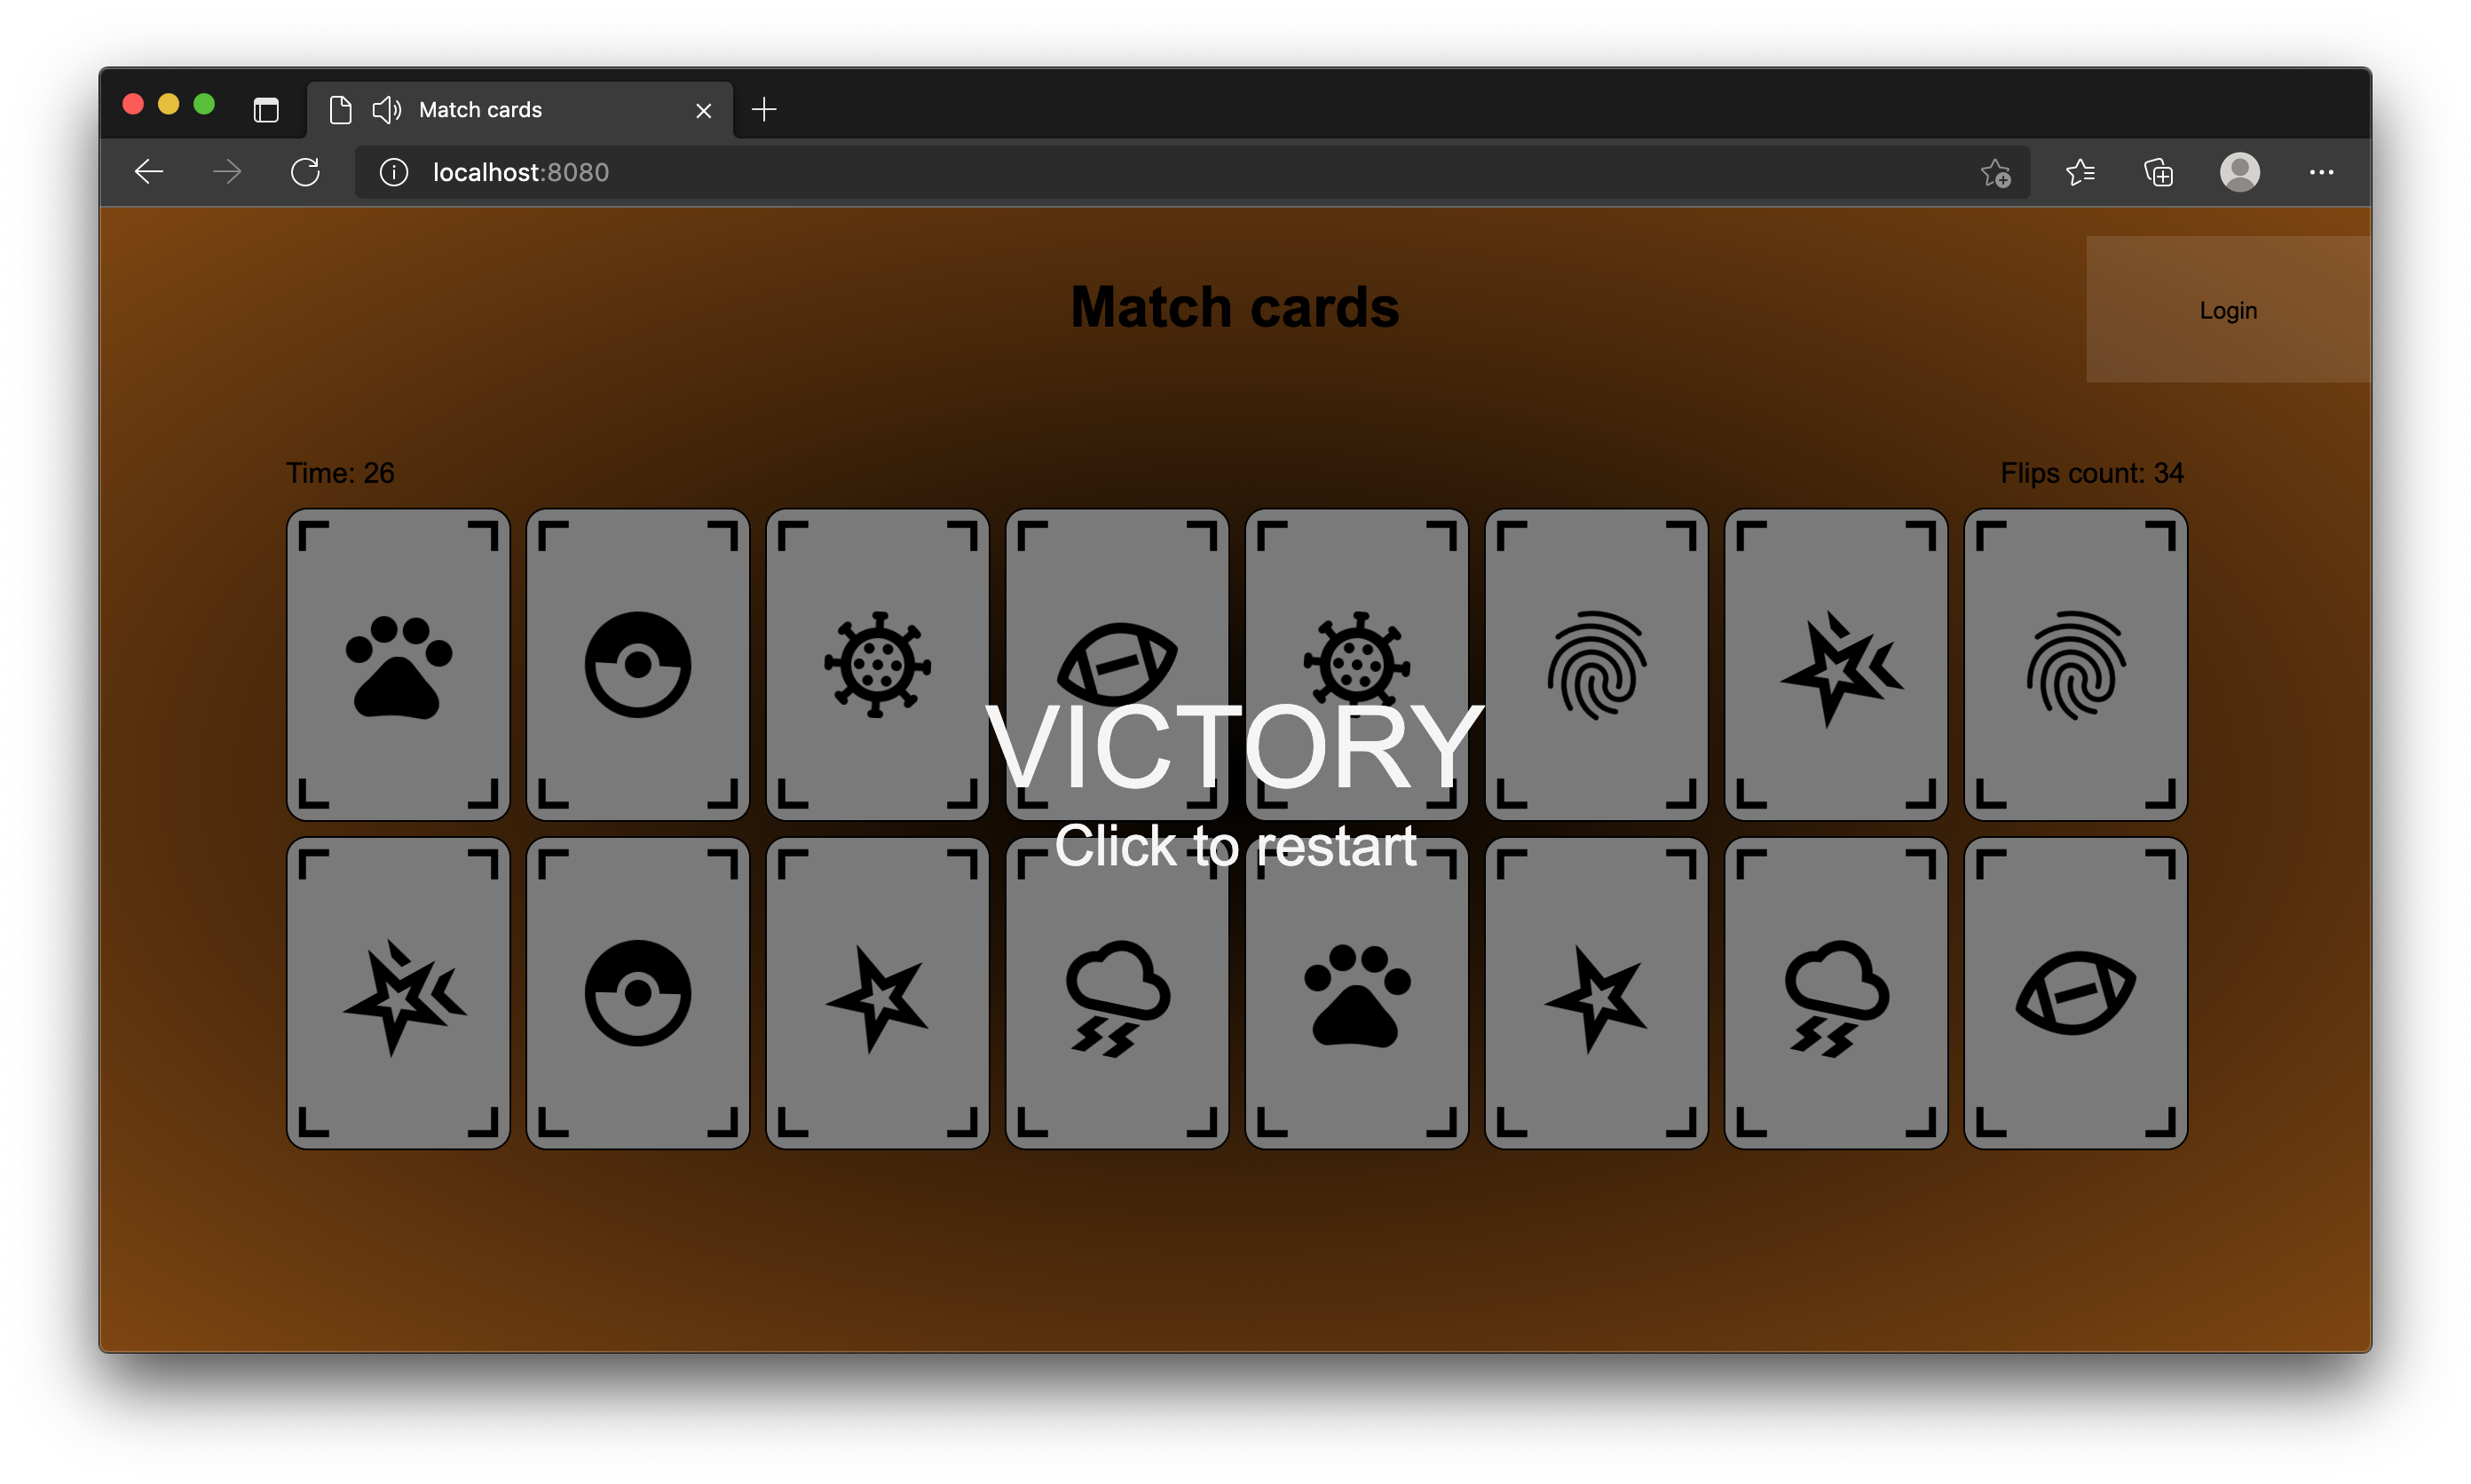 Match cards
localhost:8080
Match cards
Login
Time: 26
Flips count: 34
VICTORY
Click to restart